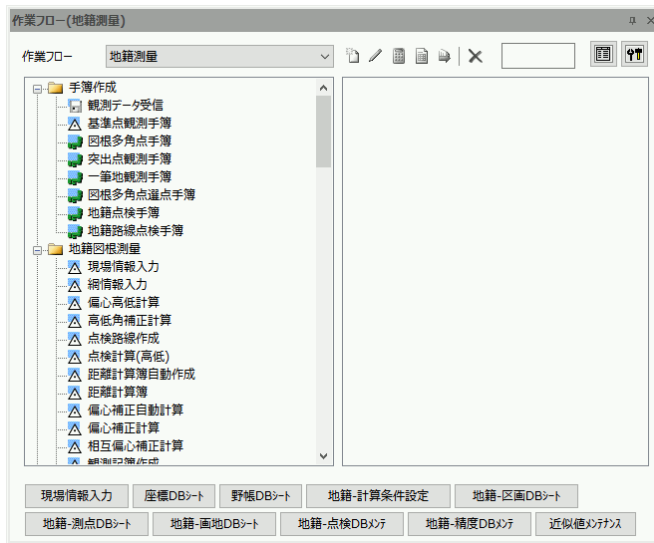 作業フロー(地籍測量)
作業フロー 地籍測量
手簿作成
観測データ受信
基準点観測手簿
図根多角点手簿
突出点観測手簿
一筆地観測手簿
図根多角点選点手簿
地籍点検手簿
地籍路線点検手簿
地籍図根測量
現場情報入力
網情報入力
偏心高低計算
高低角補正計算
点検路線作成
点検計算(高低)
距離計算簿自動作成
距離計算簿
偏心補正自動計算
偏心補正計算
相互偏心補正計算
観測記簿作成
現場情報入力 座標DBシート 野帳DBシート 地籍-計算条件設定 地籍-区画DBシート
地籍-測点DBシート 地籍-画地DBシート 地籍-点検DBメンテ 地籍-精度DBメンテ 近似値メンテナンス